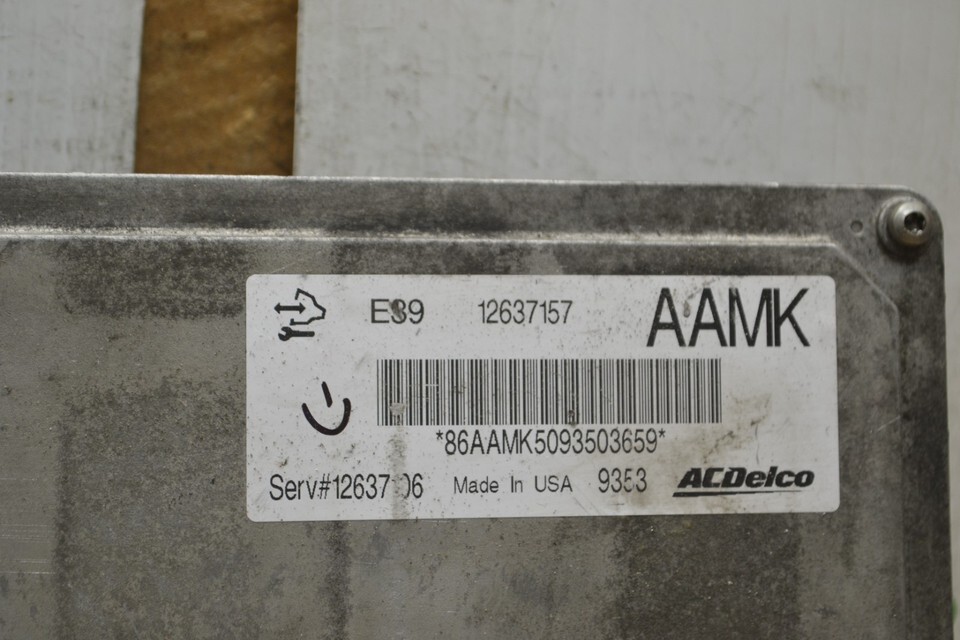 E39 12637157 AAMK
*86AAMK5093503659*
Made In USA 9353 ACDelco